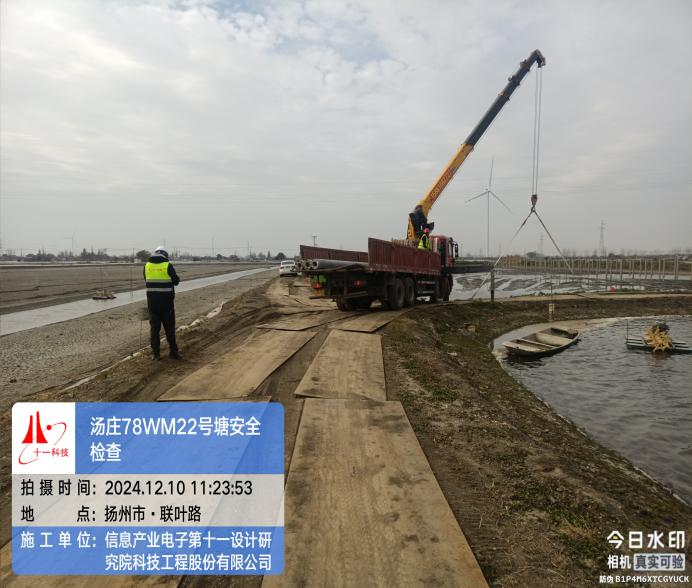 汤庄78WM22号塘安全
检查
十一科技
拍摄时间：2024.12.10 11:23:53
地点：扬州市·联叶路
施工单位：信息产业电子第十一设计研
究院科技工程股份有限公司
今日水印
相机 真实可验
防伪 B1P4M6XTCGYUCK